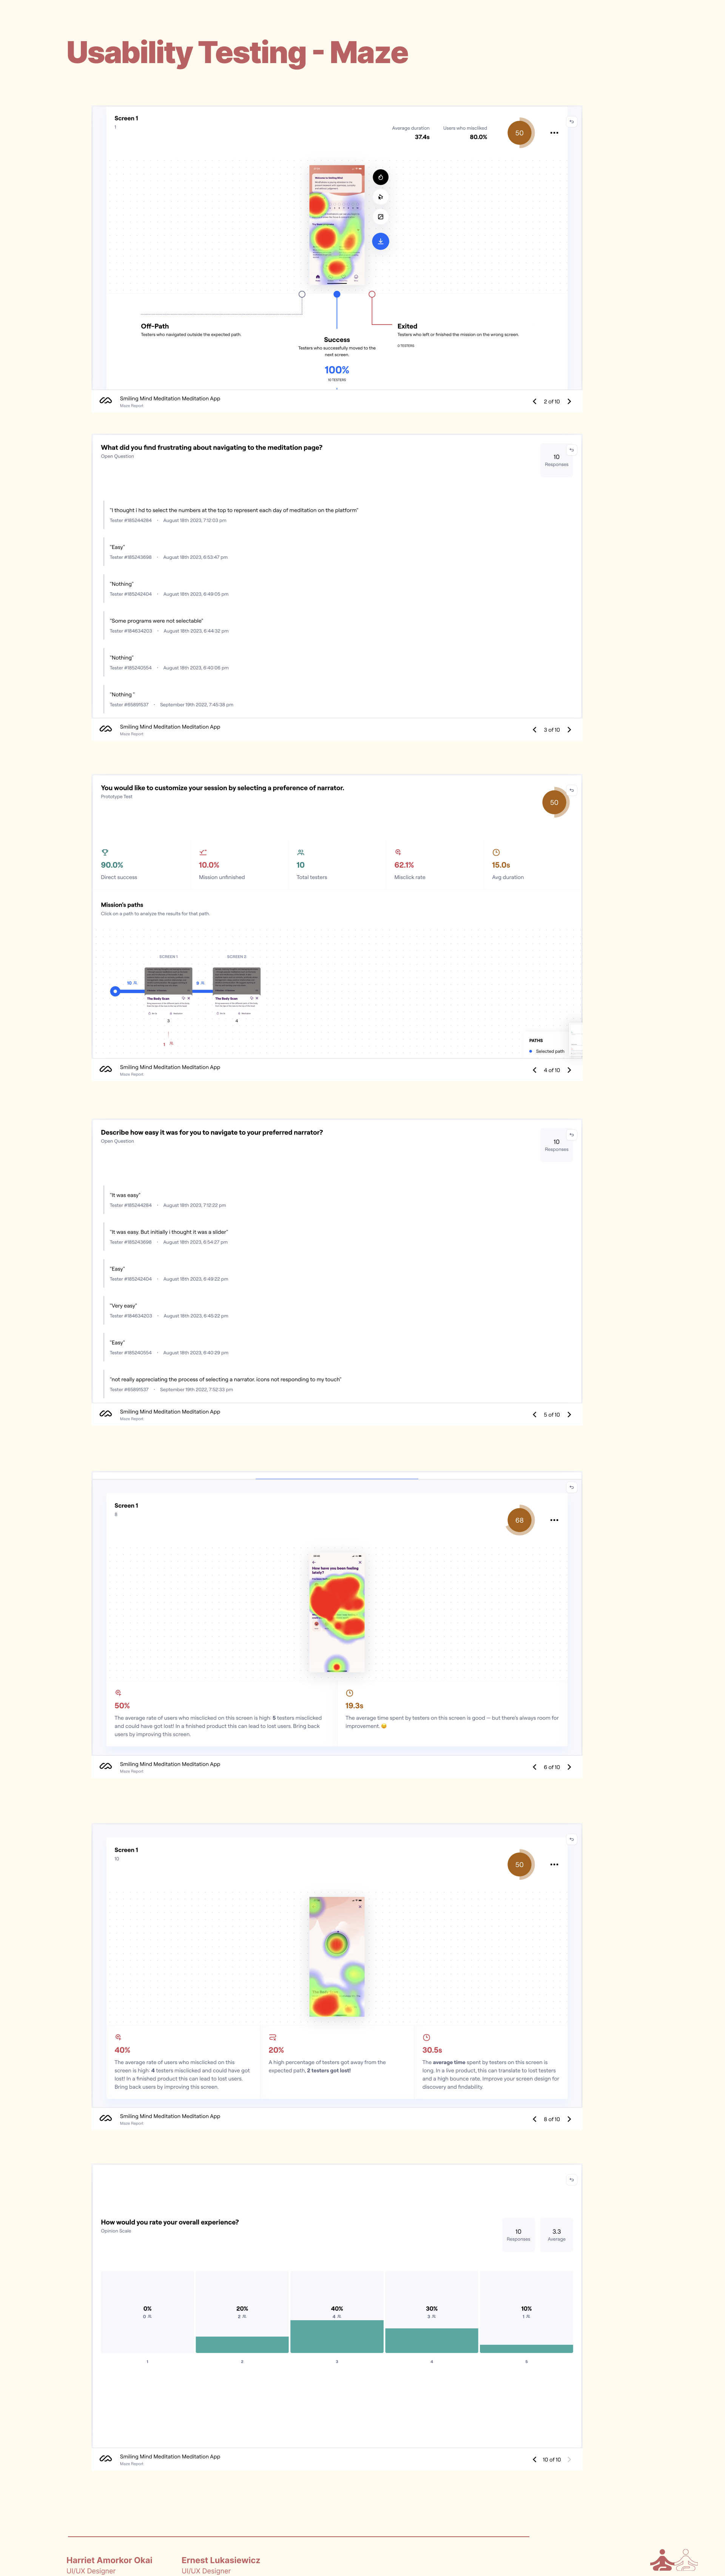 Usability Testing - Maze
Screen 1
1
Average duration
37.4s
Users who misclicked
80.0%
50
Off-Path
Testers who navigated outside the expected path.
Success
Testers who successfully moved to the
next screen.
100%
10 TESTERS
Exited
Testers who left or finished the mission on the wrong screen.
0 TESTERS
Smiling Mind Meditation Meditation App
Maze Report
2 of 10
What did you find frustrating about navigating to the meditation page?
Open Question
10
Responses
"I thought i hd to select the numbers at the top to represent each day of meditation on the platform"
Tester #185244284 • August 18th 2023, 7:12:03 pm
"Easy"
Tester #185243698 • August 18th 2023, 6:53:47 pm
"Nothing"
Tester #185242404 • August 18th 2023, 6:49:05 pm
"Some programs were not selectable"
Tester #184634203 • August 18th 2023, 6:44:32 pm
"Nothing"
Tester #185240554 • August 18th 2023, 6:40:08 pm
"Nothing "
Tester #65891537 • September 19th 2022, 7:45:38 pm
Smiling Mind Meditation Meditation App
Maze Report
3 of 10
You would like to customize your session by selecting a preference of narrator.
Prototype Test
50
90.0%
Direct success
10.0%
Mission unfinished
10
Total testers
62.1%
Misclick rate
15.0s
Avg duration
Mission's paths
Click on a path to analyze the results for that path.
SCREEN 1
SCREEN 2
10
9
The Body Scan
The Body Scan
3
4
1
PATHS
Selected path
Smiling Mind Meditation Meditation App
Maze Report
4 of 10
Describe how easy it was for you to navigate to your preferred narrator?
Open Question
10
Responses
"It was easy"
Tester #185244284 • August 18th 2023, 7:12:22 pm
"It was easy. But initially i thought it was a slider"
Tester #185243698 • August 18th 2023, 6:54:27 pm
"Easy"
Tester #185242404 • August 18th 2023, 6:49:22 pm
"Very easy"
Tester #184634203 • August 18th 2023, 6:45:22 pm
"Easy"
Tester #185240554 • August 18th 2023, 6:40:29 pm
"not really appreciating the process of selecting a narrator. icons not responding to my touch"
Tester #65891537 • September 19th 2022, 7:52:33 pm
Smiling Mind Meditation Meditation App
Maze Report
5 of 10
Screen 1
8
68
How have you been feeling
lately?
50%
The average rate of users who misclicked on this screen is high: 5 testers misclicked
and could have got lost! In a finished product this can lead to lost users. Bring back
users by improving this screen.
19.3s
The average time spent by testers on this screen is good — but there's always room for
improvement. 😉
Smiling Mind Meditation Meditation App
Maze Report
6 of 10
Screen 1
10
50
40%
The average rate of users who misclicked on this
screen is high: 4 testers misclicked and could have got
lost! In a finished product this can lead to lost users.
Bring back users by improving this screen.
20%
A high percentage of testers got away from the
expected path, 2 testers got lost!
30.5s
The average time spent by testers on this screen is
long. In a live product, this can translate to lost testers
and a high bounce rate. Improve your screen design for
discovery and findability.
Smiling Mind Meditation Meditation App
Maze Report
8 of 10
How would you rate your overall experience?
Opinion Scale
10
Responses
3.3
Average
0%
0
20%
2
40%
4
30%
3
10%
1
1
2
3
4
5
Smiling Mind Meditation Meditation App
Maze Report
10 of 10
Harriet Amorkor Okai
UI/UX Designer
Ernest Lukasiewicz
UI/UX Designer